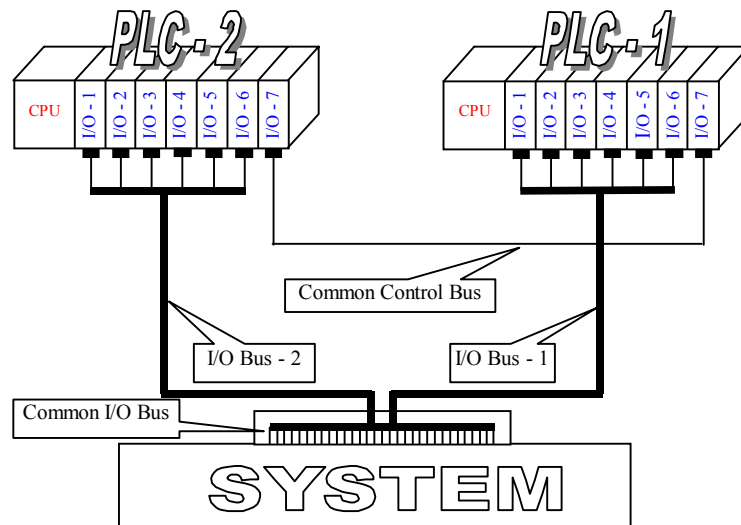 PLC - 2
PLC - 1
CPU
I/O - 1
I/O - 2
I/O - 3
I/O - 4
I/O - 5
I/O - 6
I/O - 7
CPU
I/O - 1
I/O - 2
I/O - 3
I/O - 4
I/O - 5
I/O - 6
I/O - 7
Common Control Bus
I/O Bus - 2
I/O Bus - 1
Common I/O Bus
SYSTEM